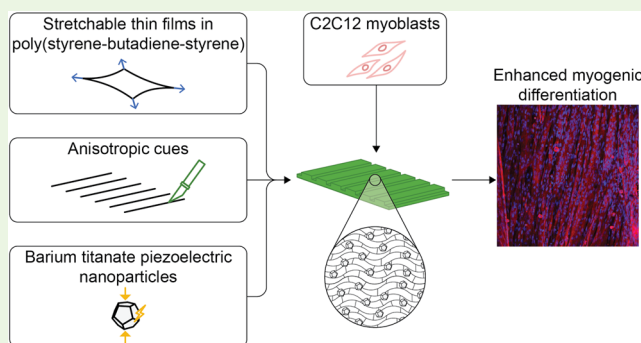 Stretchable thin films in
poly(styrene-butadiene-styrene)
Anisotropic cues
Barium titanate piezoelectric
nanoparticles
C2C12 myoblasts
Enhanced myogenic
differentiation